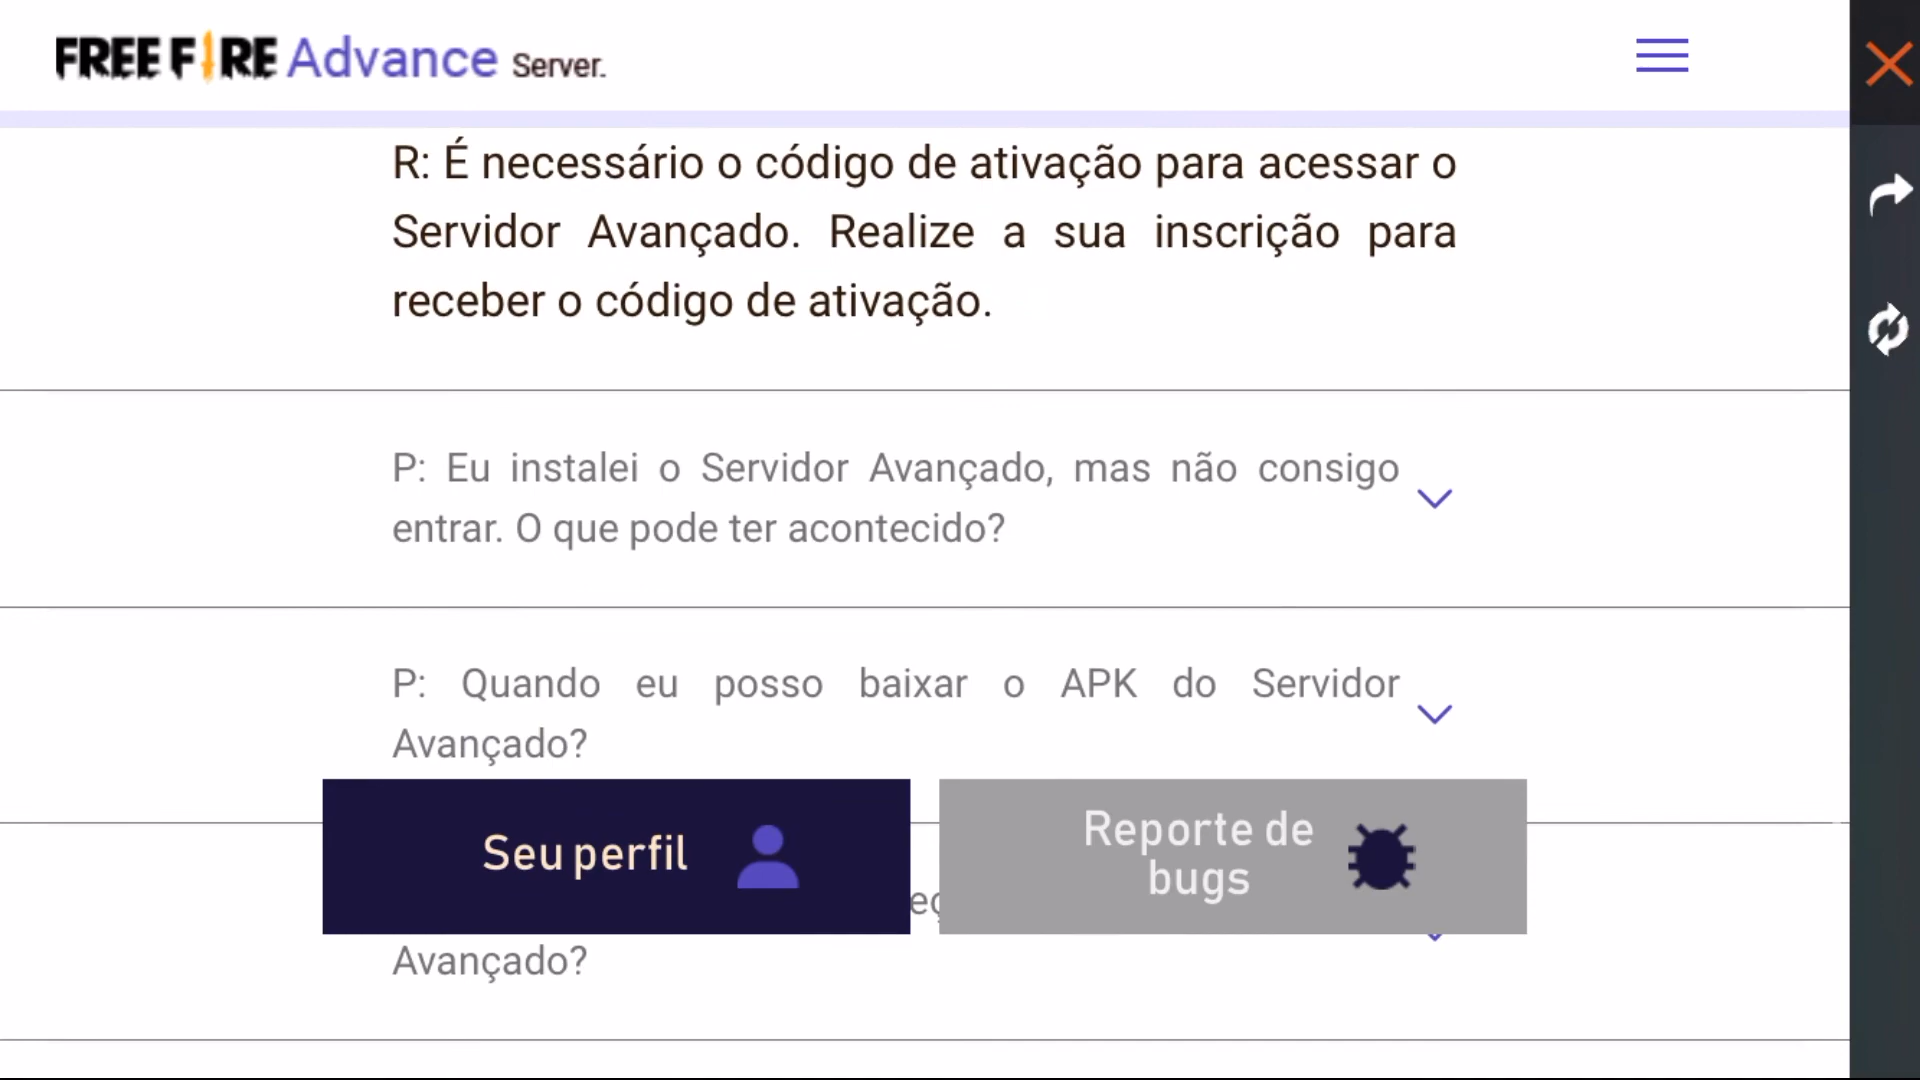 FREE FIRE Advance Server.
R: É necessário o código de ativação para acessar o
Servidor Avançado. Realize a sua inscrição para
receber o código de ativação.
P: Eu instalei o Servidor Avançado, mas não consigo
entrar. O que pode ter acontecido?
P: Quando eu posso baixar o APK do Servidor
Avançado?
Seu perfil
Reporte de
bugs
Avançado?